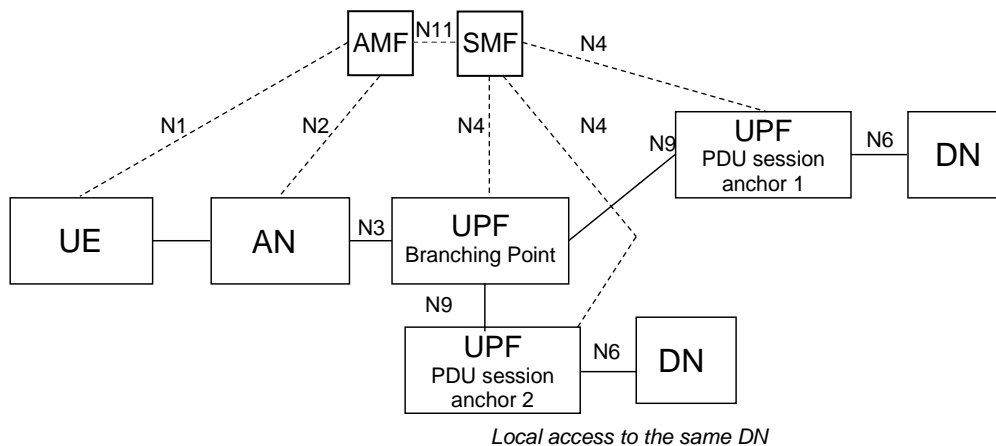 N11
AMF
SMF
N4
N1
N2
N4
N4
UPF
PDU session
anchor 1
N9
N6
DN
UE
AN
N3
UPF
Branching Point
N9
UPF
PDU session
anchor 2
N6
DN
Local access to the same DN